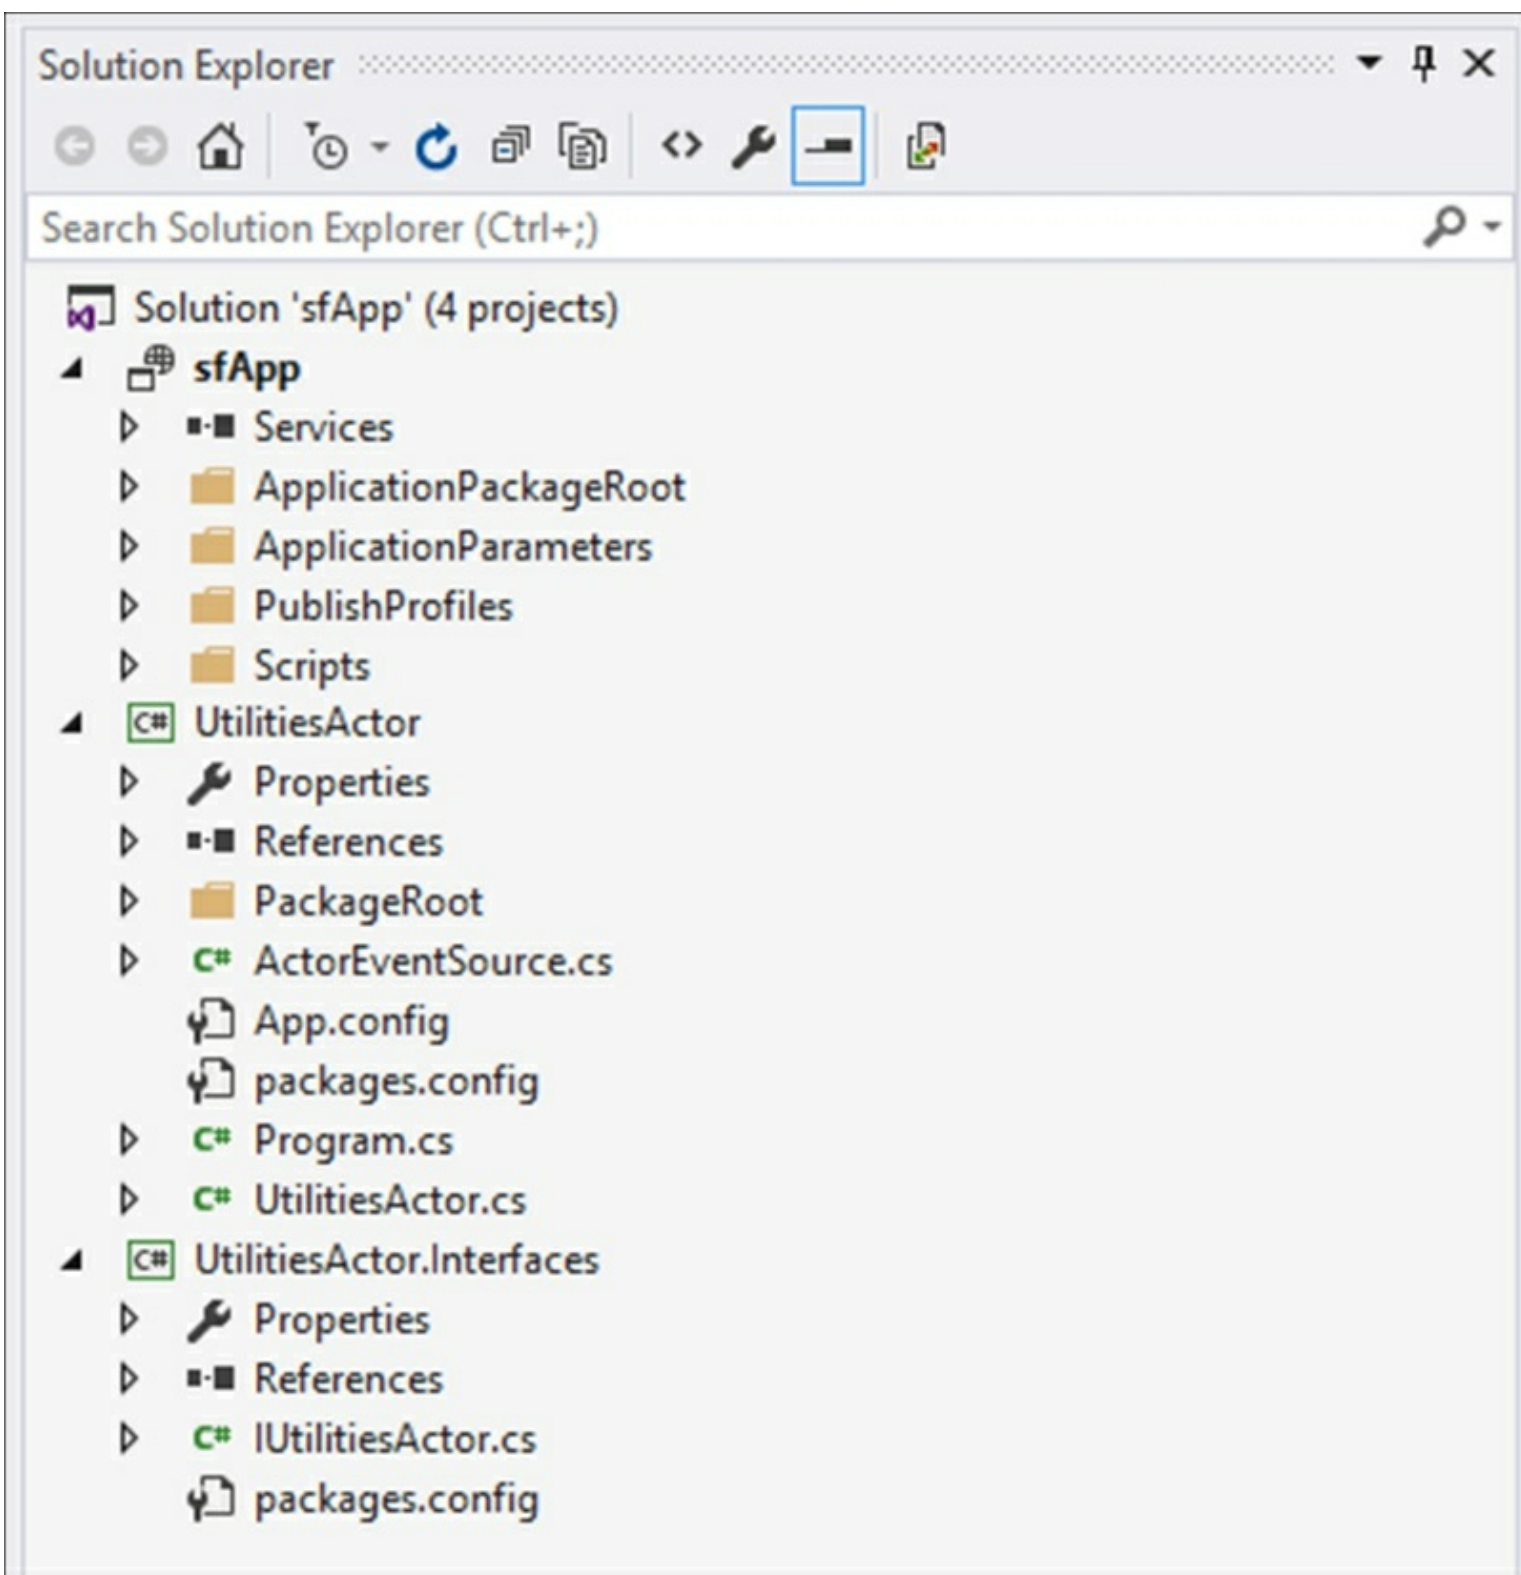 Solution Explorer
Search Solution Explorer (Ctrl+;)
Solution 'sfApp' (4 projects)
sfApp
Services
ApplicationPackageRoot
ApplicationParameters
PublishProfiles
Scripts
C# UtilitiesActor
Properties
References
PackageRoot
C# ActorEventSource.cs
App.config
packages.config
C# Program.cs
C# UtilitiesActor.cs
C# UtilitiesActor.Interfaces
Properties
References
C# IUtilitiesActor.cs
packages.config